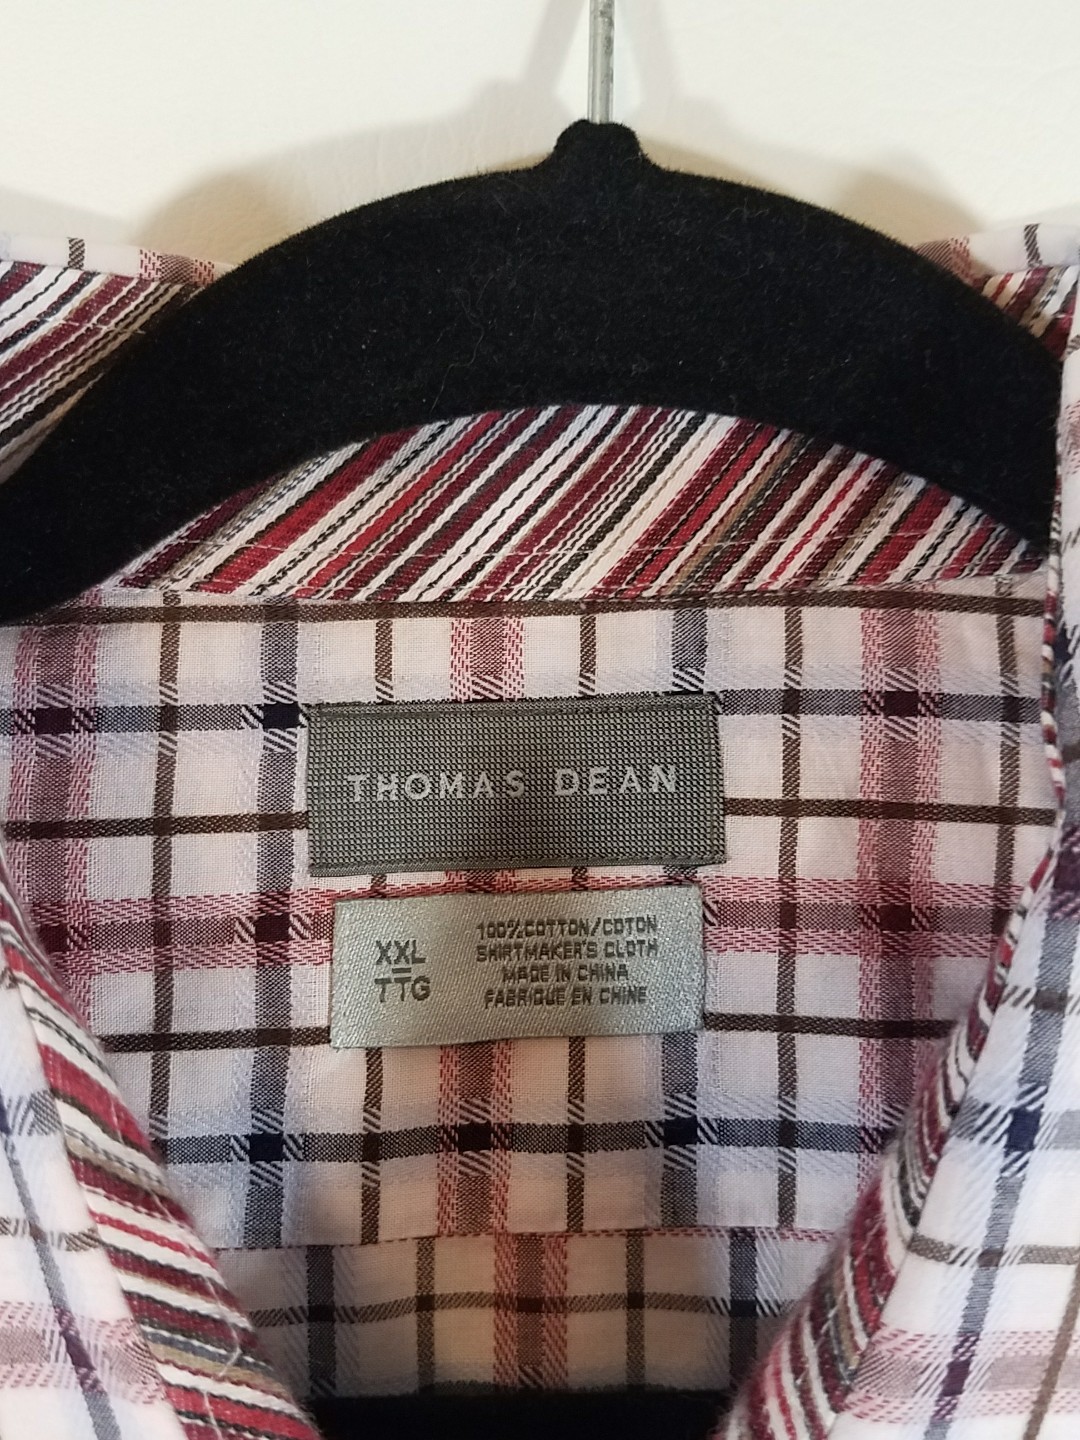 THOMAS DEAN
XXL
TTG
100% COTTON/COTON
SHIRTMAKER'S CLOTH
MADE IN CHINA
FABRIQUE EN CHINE